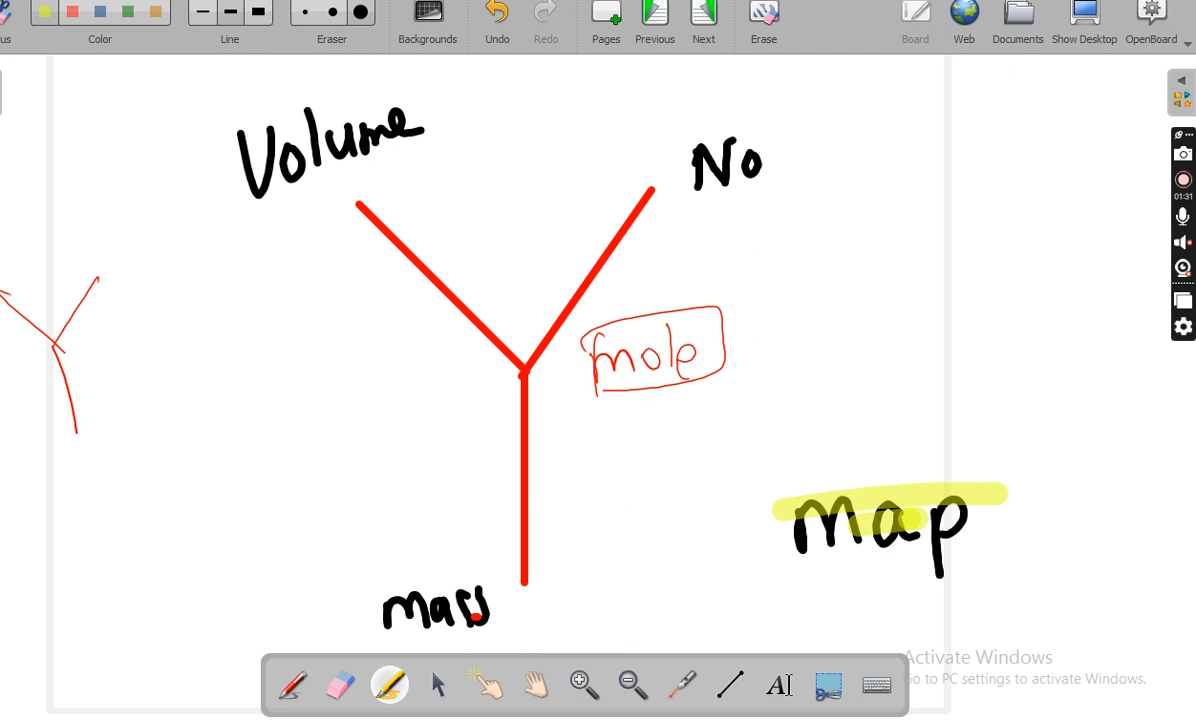 us Color Line Eraser Backgrounds Undo Redo Pages Previous Next Erase Board Web Documents Show Desktop OpenBoard
Volume
No
01:31
mole
map
mass
Activate Windows
Go to PC settings to activate Windows.